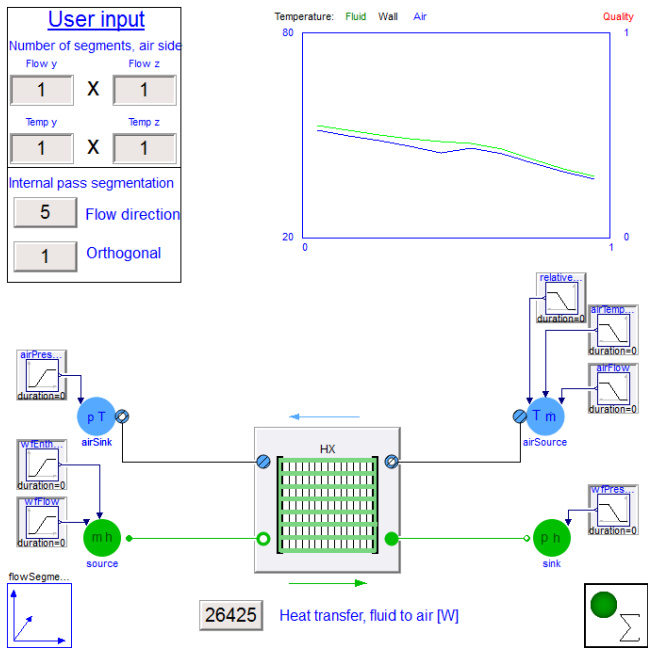 User input
Number of segments, air side
Flow y
Flow z
1 X 1
Temp y
Temp z
1 X 1
Internal pass segmentation
5 Flow direction
1 Orthogonal
Temperature: Fluid Wall Air Quality
80
1
20
0
0
1
relative...
duration=0
airTemp...
duration=0
airFlow
duration=0
airPres...
duration=0
p T
airSink
T m
airSource
HX
wfEnth...
duration=0
wfFlow
duration=0
m h
source
wfPres...
duration=0
p h
sink
flowSegme...
26425 Heat transfer, fluid to air [W]
Σ